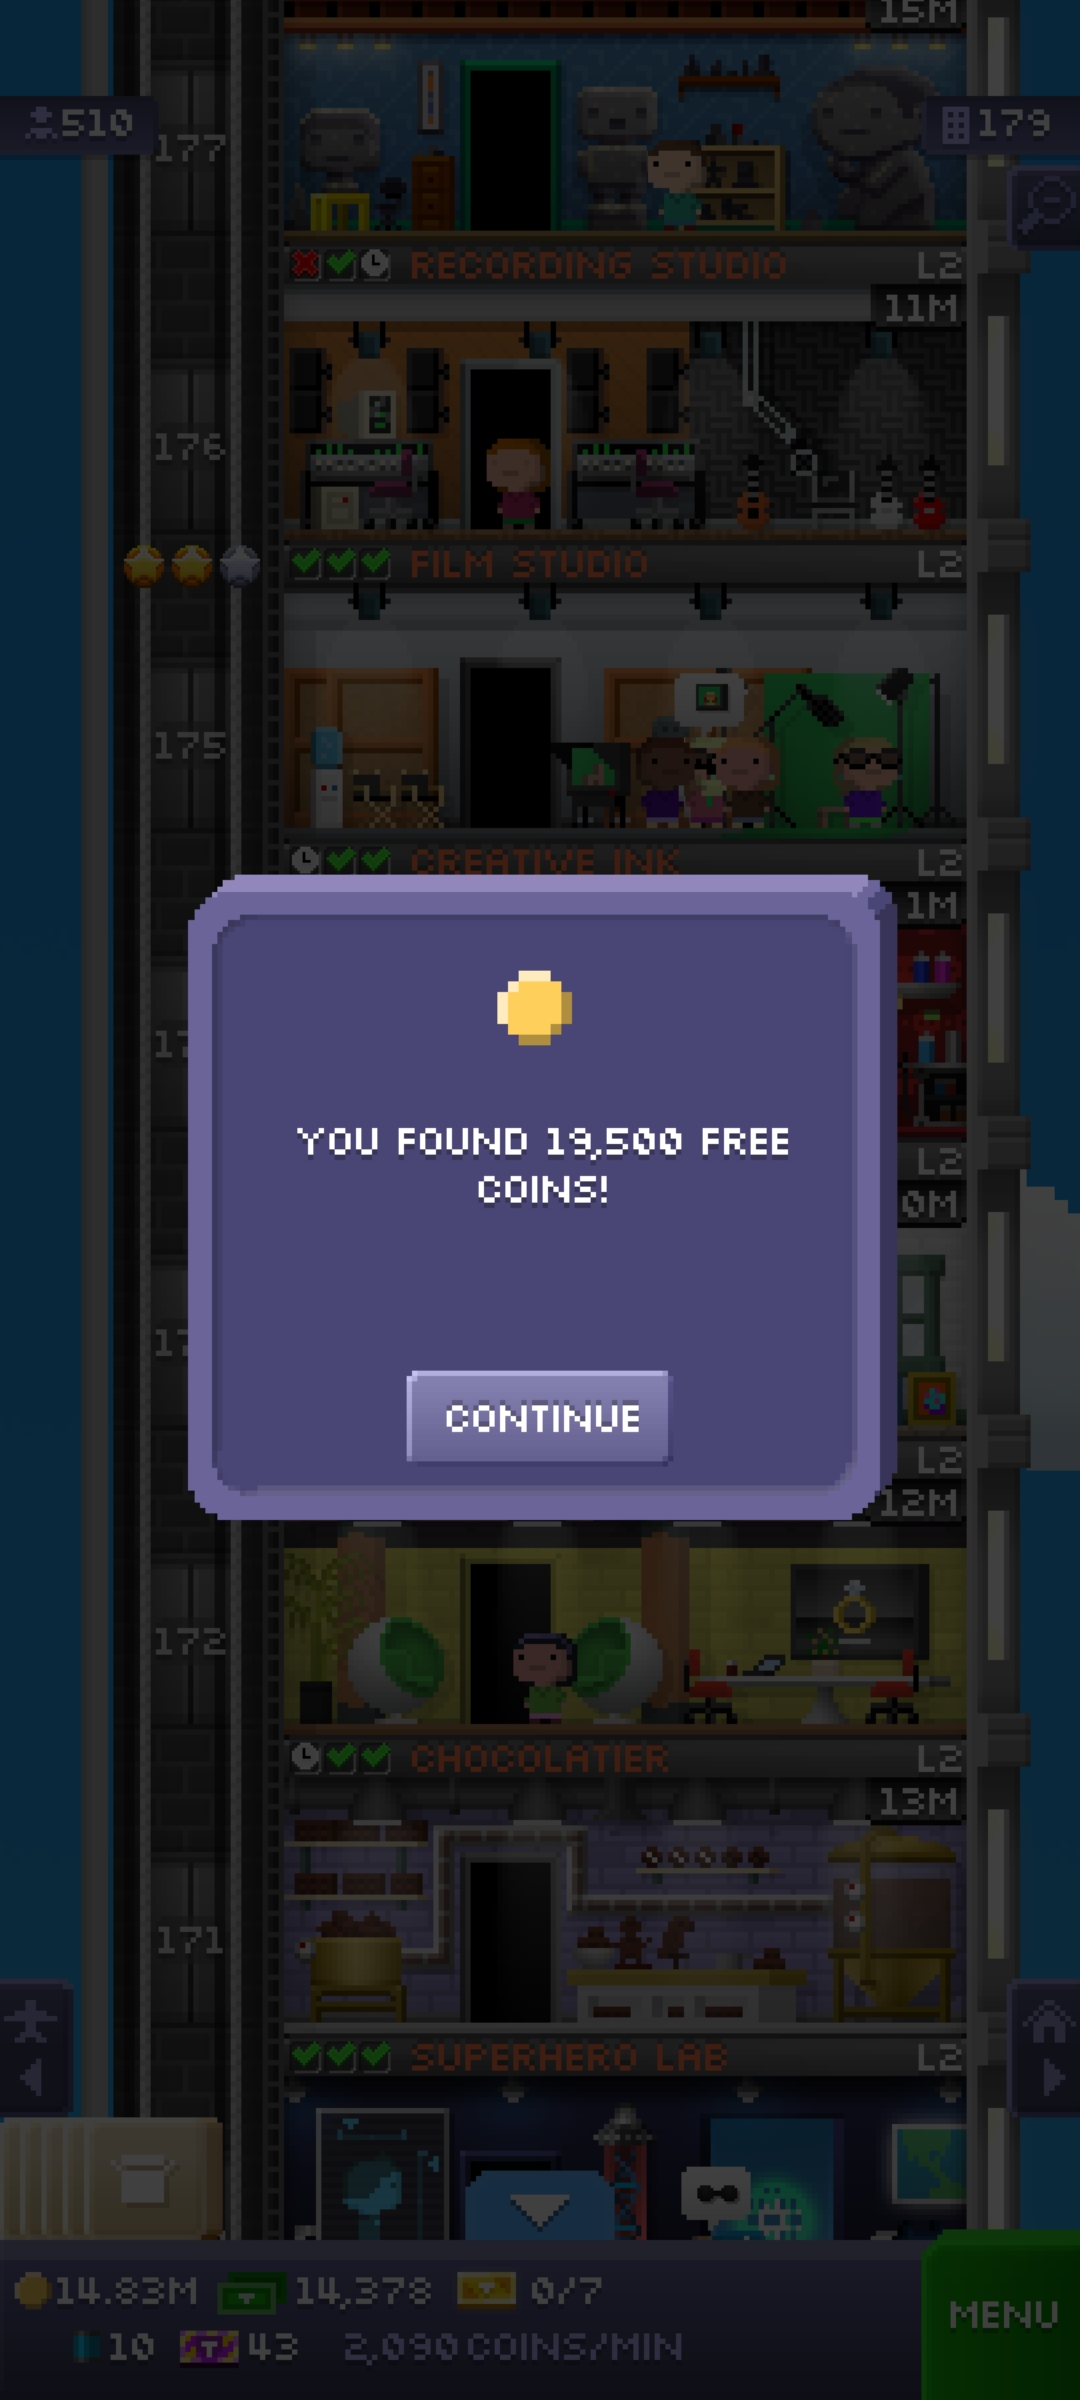 15M
510
179
177
RECORDING STUDIO
L2
11M
176
FILM STUDIO
L2
175
CREATIVE INK
L2
1M
YOU FOUND 19,500 FREE
COINS!
L2
0M
CONTINUE
L2
12M
172
CHOCOLATIER
L2
13M
171
SUPERHERO LAB
L2
14.83M
14,378
0/7
MENU
10
43
2,090 COINS/MIN